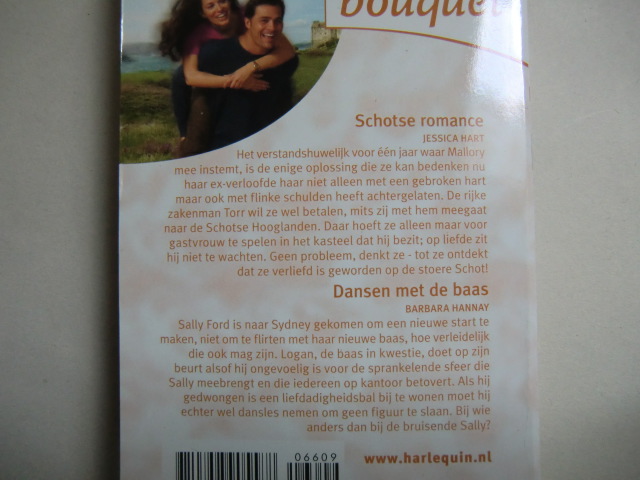 bouquet
Schotse romance
JESSICA HART
Het verstandshuwelijk voor één jaar waar Mallory
mee instemt, is de enige oplossing die ze kan bedenken nu
haar ex-verloofde haar niet alleen met een gebroken hart
maar ook met flinke schulden heeft achtergelaten. De rijke
zakenman Torr wil ze wel betalen, mits zij met hem meegaat
naar de Schotse Hooglanden. Daar hoeft ze alleen maar voor
gastvrouw te spelen in het kasteel dat hij bezit; op liefde zit
hij niet te wachten. Geen probleem, denkt ze - tot ze ontdekt
dat ze verliefd is geworden op de stoere Schot!
Dansen met de baas
BARBARA HANNAY
Sally Ford is naar Sydney gekomen om een nieuwe start te
maken, niet om te flirten met haar nieuwe baas, hoe verleidelijk
die ook mag zijn. Logan, de baas in kwestie, doet op zijn
beurt alsof hij ongevoelig is voor de sprankelende sfeer die
Sally meebrengt en die iedereen op kantoor betovert. Als hij
gedwongen is een liefdadigheidsbal bij te wonen moet hij
echter wel dansles nemen om geen figuur te slaan. Bij wie
anders dan bij de bruisende Sally?
06609
www.harlequin.nl